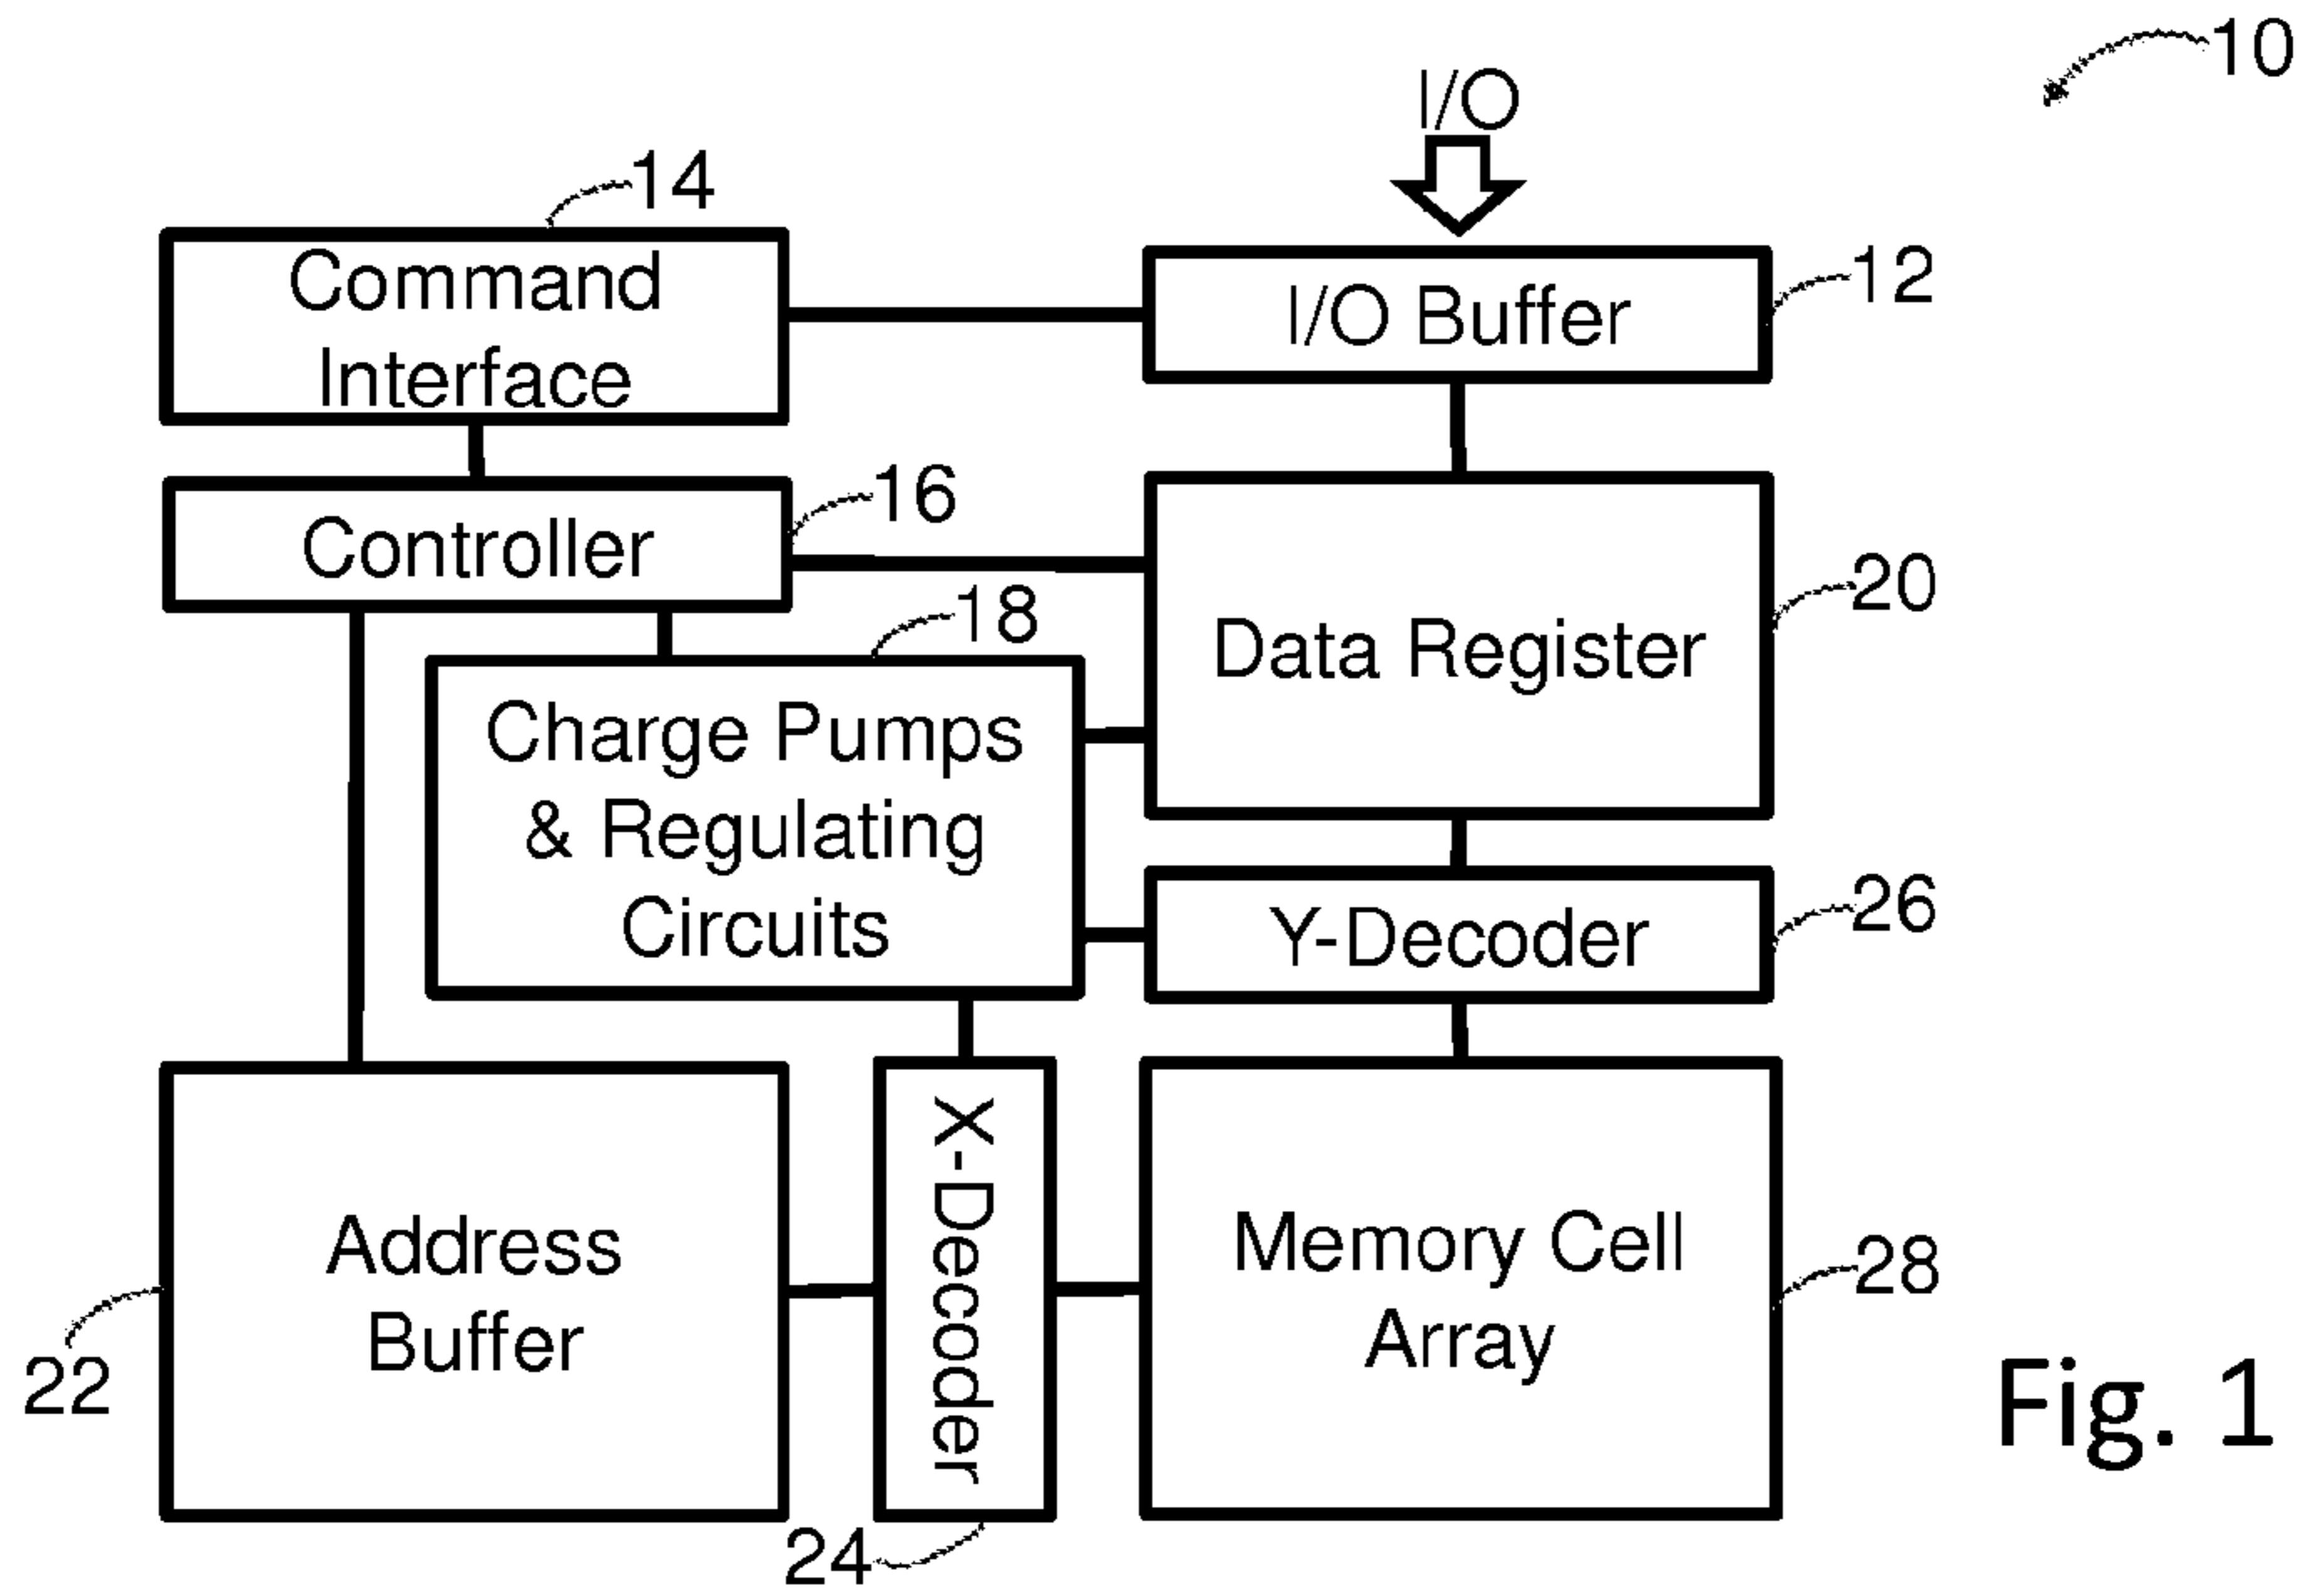 10
I/O
14
Command
Interface
I/O Buffer
12
16
Controller
18
Data Register
20
Charge Pumps
& Regulating
Circuits
Y-Decoder
26
Address
Buffer
22
X-Decoder
24
Memory Cell
Array
28
Fig. 1